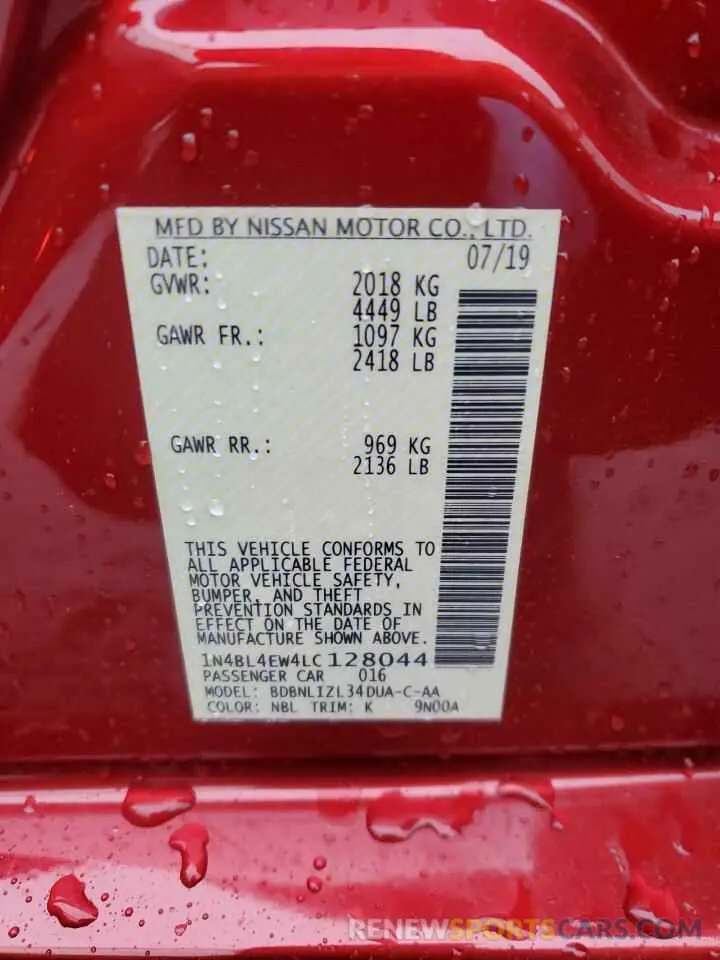 MFD BY NISSAN MOTOR CO., LTD.
DATE: 07/19
GVWR: 2018 KG
4449 LB
GAWR FR.: 1097 KG
2418 LB
GAWR RR.: 969 KG
2136 LB
THIS VEHICLE CONFORMS TO
ALL APPLICABLE FEDERAL
MOTOR VEHICLE SAFETY,
BUMPER, AND THEFT
PREVENTION STANDARDS IN
EFFECT ON THE DATE OF
MANUFACTURE SHOWN ABOVE.
1N4BL4EW4LC128044
PASSENGER CAR 016
MODEL: BDBNLIZL34DUA-C-AA
COLOR: NBL TRIM: K 9N00A
RENEWSPORTSCARS.COM